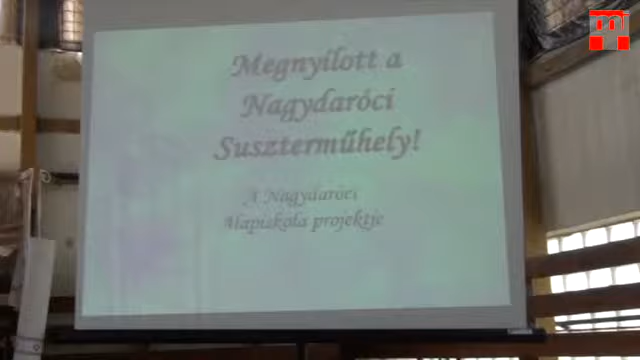 Megnyílott a
Nagydaróci
Suszterműhely!
A Nagydaróci
Alapiskola projektje